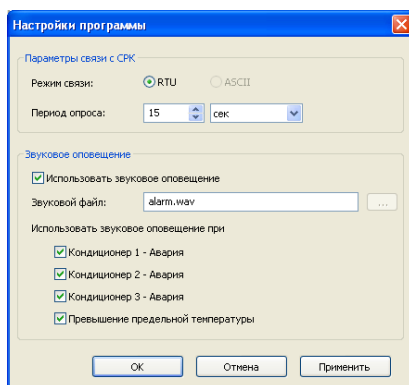 Настройки программы
Параметры связи с СРК
Режим связи: RTU ASCII
Период опроса: 15 сек
Звуковое оповещение
Использовать звуковое оповещение
Звуковой файл: alarm.wav ...
Использовать звуковое оповещение при
Кондиционер 1 - Авария
Кондиционер 2 - Авария
Кондиционер 3 - Авария
Превышение предельной температуры
OK Отмена Применить